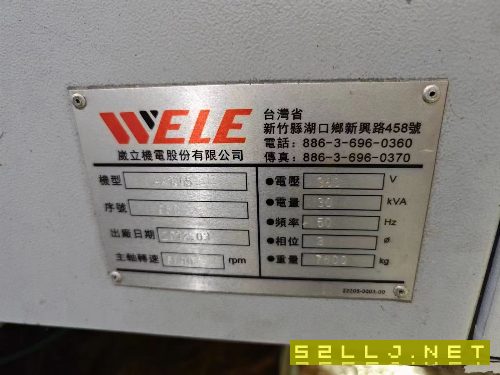 WELE
崴立機電股份有限公司
台灣省
新竹縣湖口鄉新興路458號
電話： 886-3-696-0360
傳真： 886-3-696-0370
機型
序號
出廠日期
主軸轉速 rpm
●電壓 V
●電量 30 kVA
●頻率 50 Hz
●相位 3 ø
●重量 kg
52LLJ.NET